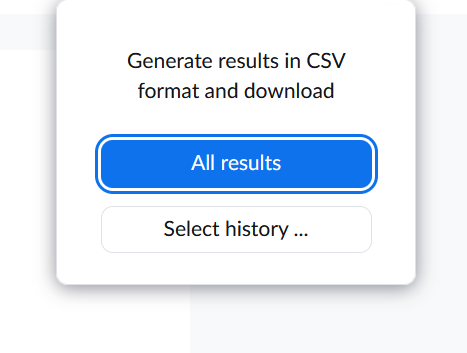 Generate results in CSV
format and download
All results
Select history ...